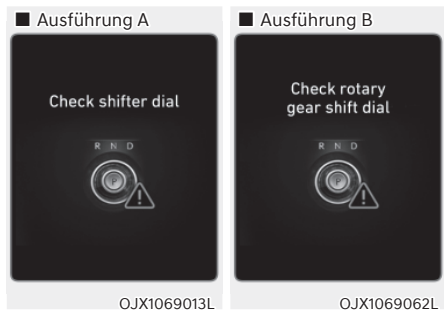 ■ Ausführung A
Check shifter dial
R N D
P
OJX1069013L
■ Ausführung B
Check rotary
gear shift dial
R N D
P
OJX1069062L